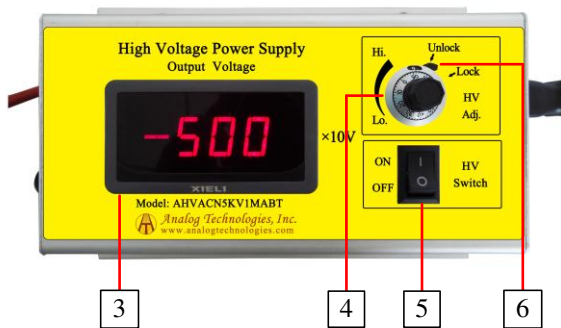 High Voltage Power Supply
Output Voltage
-500
×10V
XIELI
Model: AHVACN5KV1MABT
Analog Technologies, Inc.
www.analogtechnologies.com
Hi.
Unlock
Lock
HV
Adj.
Lo.
ON
OFF
HV
Switch
3
4
5
6